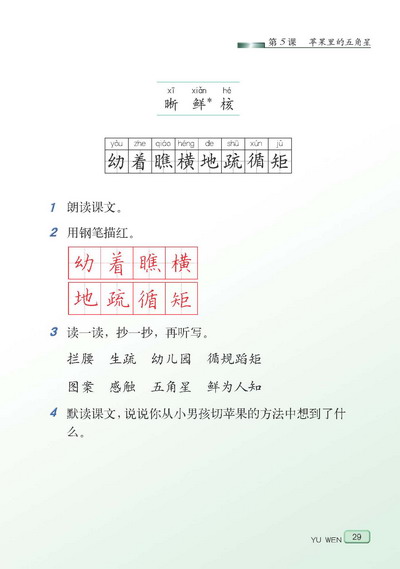 第5课 苹果里的五角星
xī xiǎn hé
晰 鲜* 核
yòu zhe qiáo héng de shū xún jǔ
幼着瞧横地疏循矩
1 朗读课文。
2 用钢笔描红。
幼着瞧横
地疏循矩
3 读一读，抄一抄，再听写。
拦腰 生疏 幼儿园 循规蹈矩
图案 感触 五角星 鲜为人知
4 默读课文，说说你从小男孩切苹果的方法中想到了什
么。
YU WEN 29